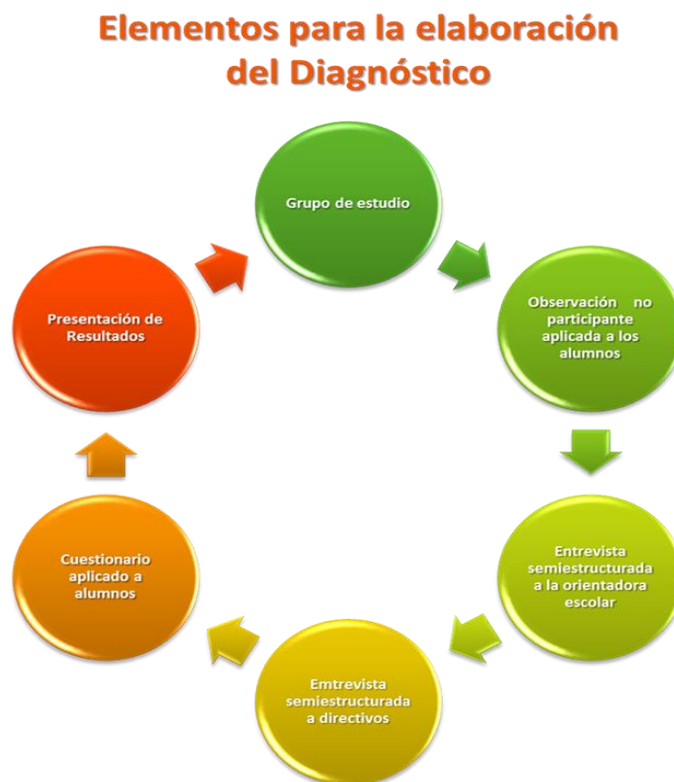 Elementos para la elaboración
del Diagnóstico
Grupo de estudio
Observación no
participante
aplicada a los
alumnos
Entrevista
semiestructurada
a la orientadora
escolar
Emtrevista
semiestructurada
a directivos
Cuestionario
aplicado a
alumnos
Presentación de
Resultados